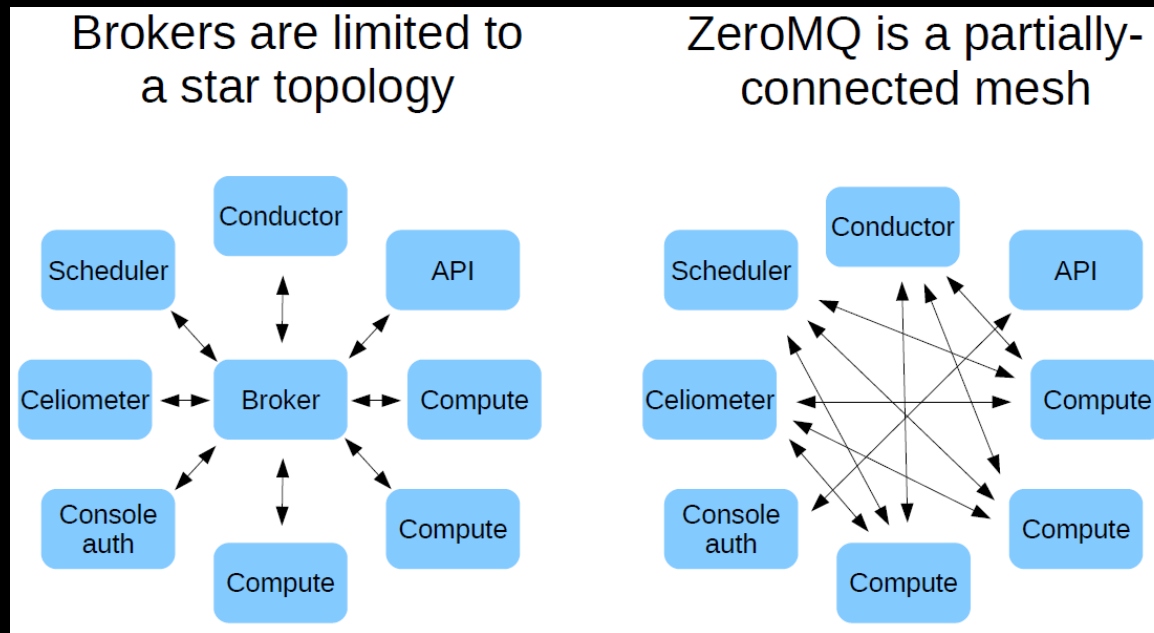 Brokers are limited to
a star topology
Conductor
Scheduler
API
Celiometer
Broker
Compute
Console
auth
Compute
Compute
ZeroMQ is a partially-
connected mesh
Conductor
Scheduler
API
Celiometer
Compute
Console
auth
Compute
Compute